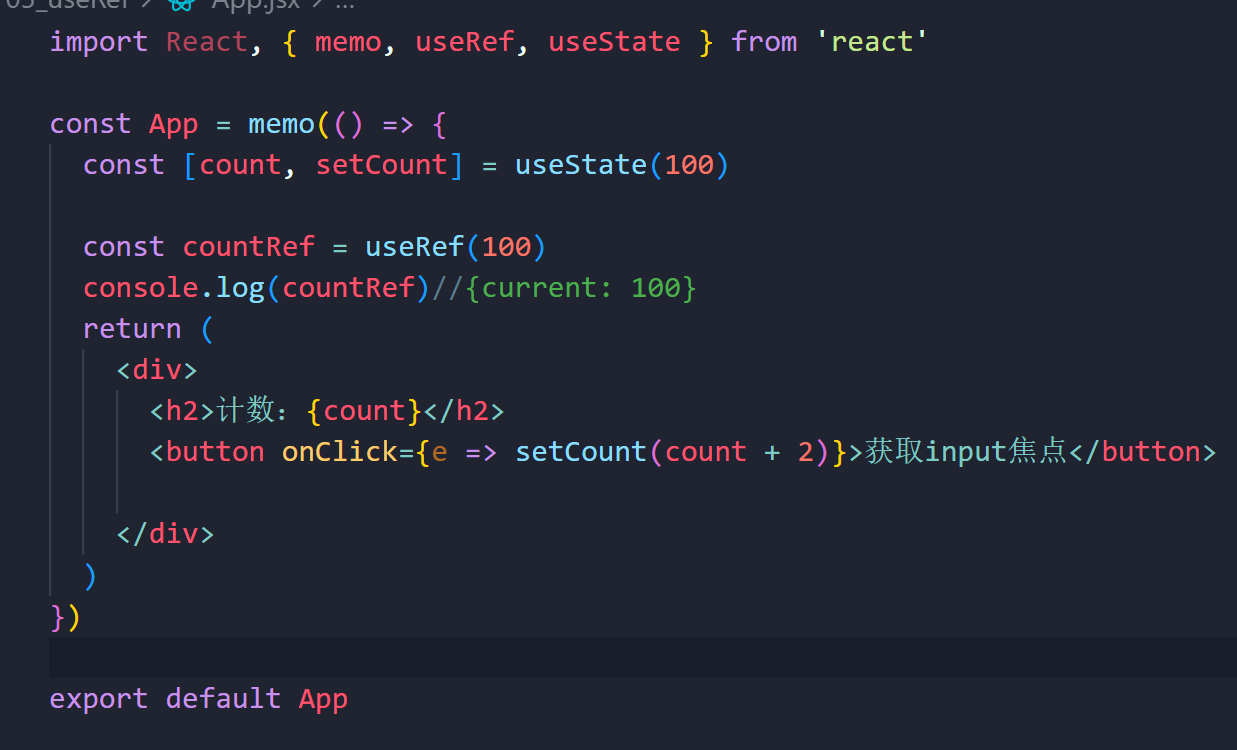 05_useRef > App.jsx > ...
import React, { memo, useRef, useState } from 'react'
const App = memo(() => {
const [count, setCount] = useState(100)
const countRef = useRef(100)
console.log(countRef)//{current: 100}
return (
<div>
<h2>计数：{count}</h2>
<button onClick={e => setCount(count + 2)}>获取input焦点</button>
</div>
)
})
export default App